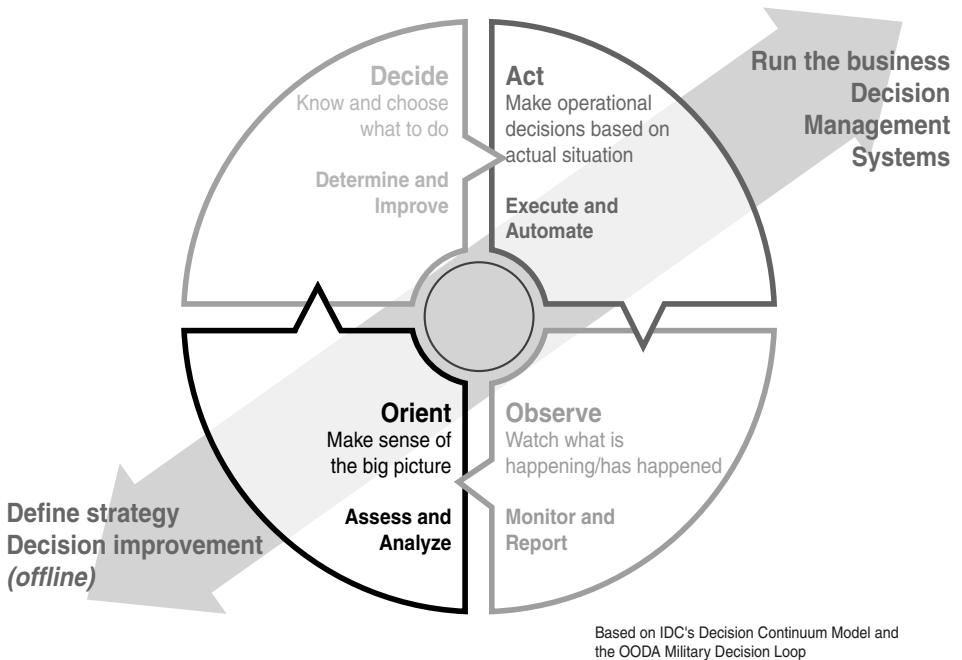 Decide
Know and choose
what to do
Determine and
Improve
Act
Make operational
decisions based on
actual situation
Execute and
Automate
Run the business
Decision
Management
Systems
Orient
Make sense of
the big picture
Assess and
Analyze
Observe
Watch what is
happening/has happened
Monitor and
Report
Define strategy
Decision improvement
(offline)
Based on IDC's Decision Continuum Model and
the OODA Military Decision Loop